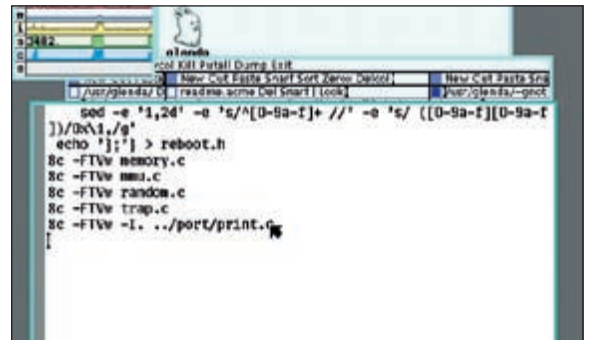 3482.
glenda
col Kill Putall Dump Exit
New Cut Paste Snarf Sort Zerox Delcol
New Cut Paste Sna
/usr/glenda/
readme.acme Del Snarf | Look
/usr/glenda/-gnot
sed -e '1,2d' -e 's/^[0-9a-f]+ //' -e 's/ ([0-9a-f][0-9a-f
])/0x\1,/g'
echo '};'} > reboot.h
8c -FTVw memory.c
8c -FTVw mmu.c
8c -FTVw random.c
8c -FTVw trap.c
8c -FTVw -I. ../port/print.c